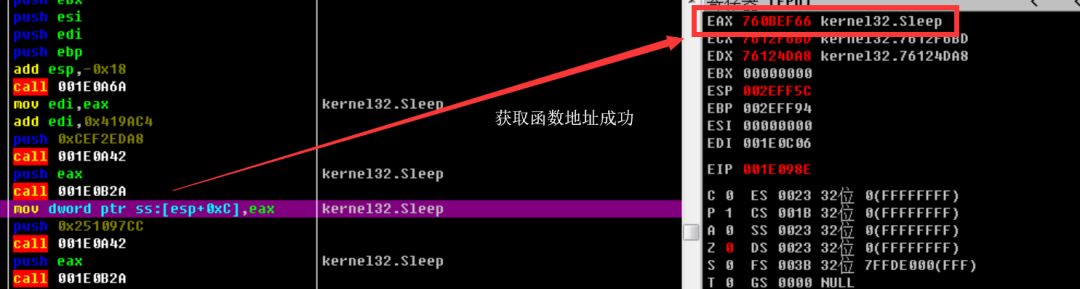 push ebx
push esi
push edi
push ebp
add esp,-0x18
call 001E0A6A
mov edi,eax kernel32.Sleep
add edi,0x419AC4
push 0xCEF2EDA8
call 001E0A42
push eax kernel32.Sleep
call 001E0B2A
mov dword ptr ss:[esp+0xC],eax kernel32.Sleep
push 0x251097CC
call 001E0A42
push eax kernel32.Sleep
call 001E0B2A
获取函数地址成功
EAX 760BEF66 kernel32.Sleep
ECX 7612F6BD kernel32.7612F6BD
EDX 76124DA8 kernel32.76124DA8
EBX 00000000
ESP 002EFF5C
EBP 002EFF94
ESI 00000000
EDI 001E0C06
EIP 001E098E
C 0 ES 0023 32位 0(FFFFFFFF)
P 1 CS 001B 32位 0(FFFFFFFF)
A 0 SS 0023 32位 0(FFFFFFFF)
Z 0 DS 0023 32位 0(FFFFFFFF)
S 0 FS 003B 32位 7FFDE000(FFF)
T 0 GS 0000 NULL